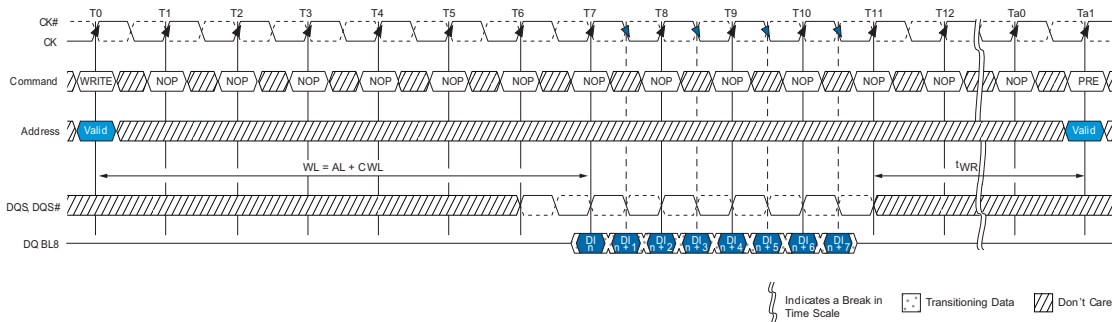 T0 T1 T2 T3 T4 T5 T6 T7 T8 T9 T10 T11 T12 Ta0 Ta1
CK#
CK
Command WRITE NOP NOP NOP NOP NOP NOP NOP NOP NOP NOP NOP NOP NOP PRE
Address Valid Valid
WL = AL + CWL tWR
DQS, DQS#
DQ BL8 DI n DI n + 1 DI n + 2 DI n + 3 DI n + 4 DI n + 5 DI n + 6 DI n + 7
Indicates a Break in Transitioning Data Don't Care
Time Scale